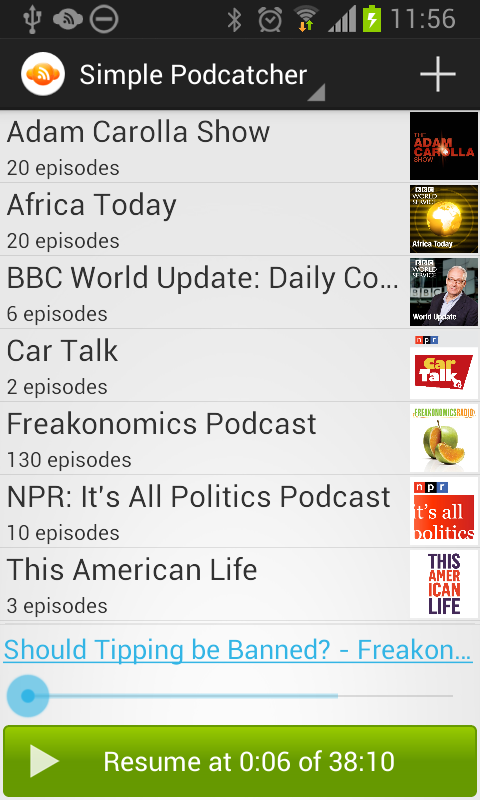 11:56
Simple Podcatcher
Adam Carolla Show
20 episodes
THE
ADAM
CAROLLA
SHOW
Africa Today
20 episodes
BBC
WORLD
SERVICE
Africa Today
BBC World Update: Daily Co...
6 episodes
BBC
WORLD
SERVICE
World Update
Car Talk
2 episodes
npr
Car
Talk
Freakonomics Podcast
130 episodes
FREAKONOMICS RADIO
NPR: It's All Politics Podcast
10 episodes
npr
it's all
politics
This American Life
3 episodes
THIS
AMER
ICAN
LIFE
Should Tipping be Banned? - Freakon...
Resume at 0:06 of 38:10